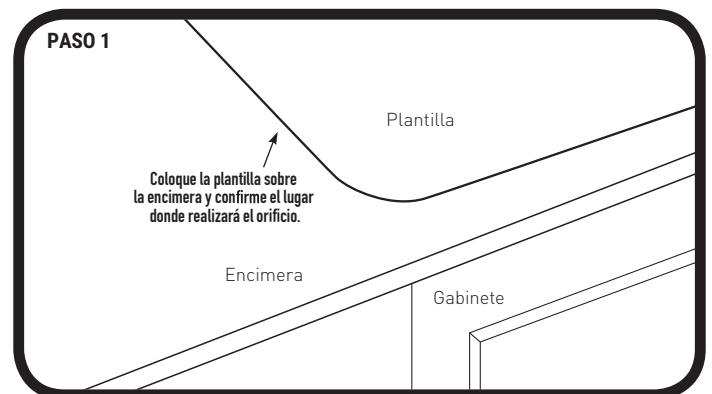 PASO 1
Plantilla
Coloque la plantilla sobre
la encimera y confirme el lugar
donde realizará el orificio.
Encimera
Gabinete